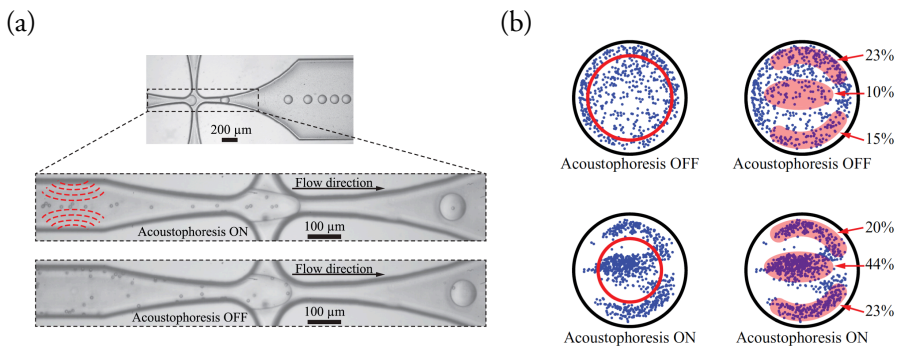 (a)
200 µm
Flow direction
Acoustophoresis ON
100 µm
Flow direction
Acoustophoresis OFF
100 µm
(b)
23%
10%
15%
Acoustophoresis OFF
Acoustophoresis OFF
20%
44%
23%
Acoustophoresis ON
Acoustophoresis ON